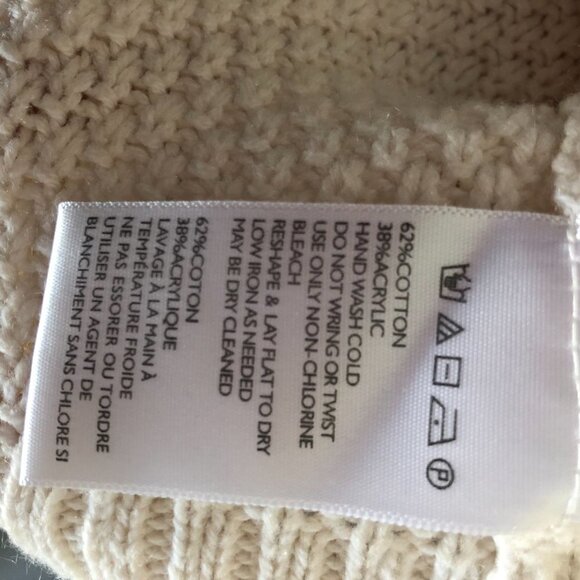 62%COTTON
38%ACRYLIC
HAND WASH COLD
DO NOT WRING OR TWIST
USE ONLY NON-CHLORINE
BLEACH
RESHAPE & LAY FLAT TO DRY
LOW IRON AS NEEDED
MAY BE DRY CLEANED
62%COTON
38%ACRYLIQUE
LAVAGE À LA MAIN À
TEMPÉRATURE FROIDE
NE PAS ESSORER OU TORDRE
UTILISER UN AGENT DE
BLANCHIMENT SANS CHLORE SI
P